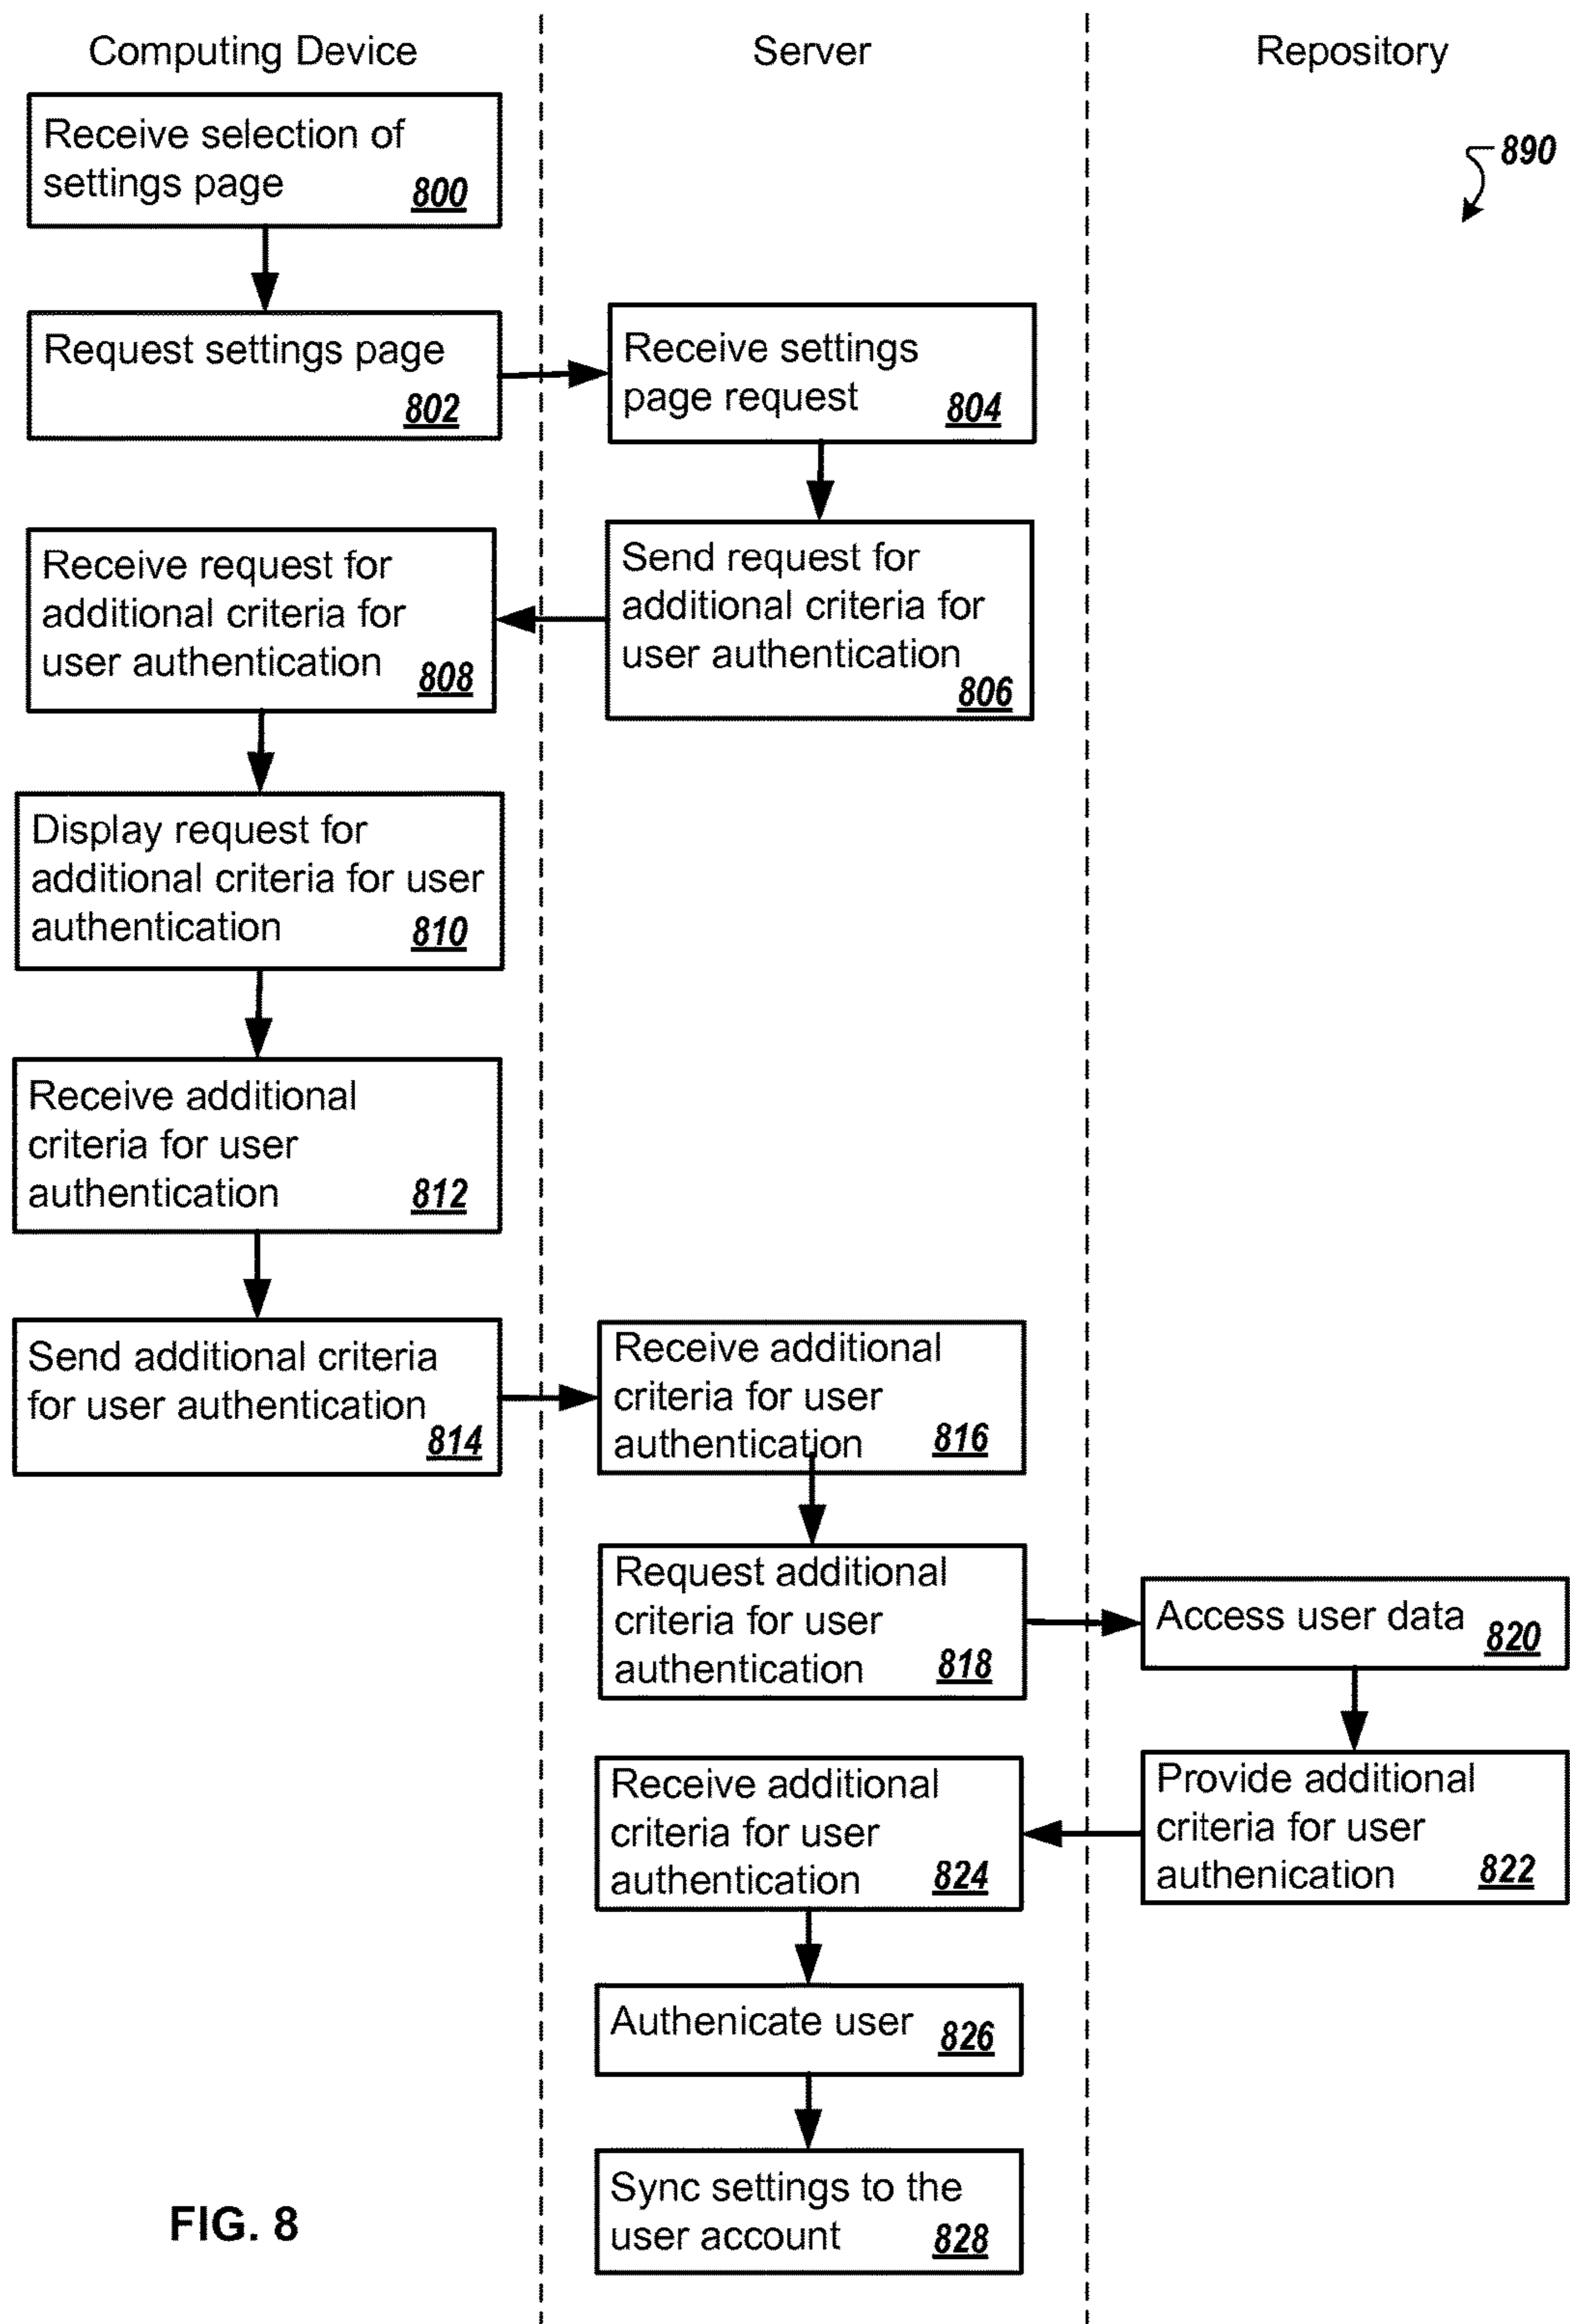 Computing Device
Server
Repository
890
Receive selection of
settings page
800
Request settings page
802
Receive settings
page request
804
Send request for
additional criteria for
user authentication
806
Receive request for
additional criteria for
user authentication
808
Display request for
additional criteria for user
authentication
810
Receive additional
criteria for user
authentication
812
Send additional criteria
for user authentication
814
Receive additional
criteria for user
authentication
816
Request additional
criteria for user
authentication
818
Access user data
820
Provide additional
criteria for user
authenication
822
Receive additional
criteria for user
authentication
824
Authenicate user
826
Sync settings to the
user account
828
FIG. 8